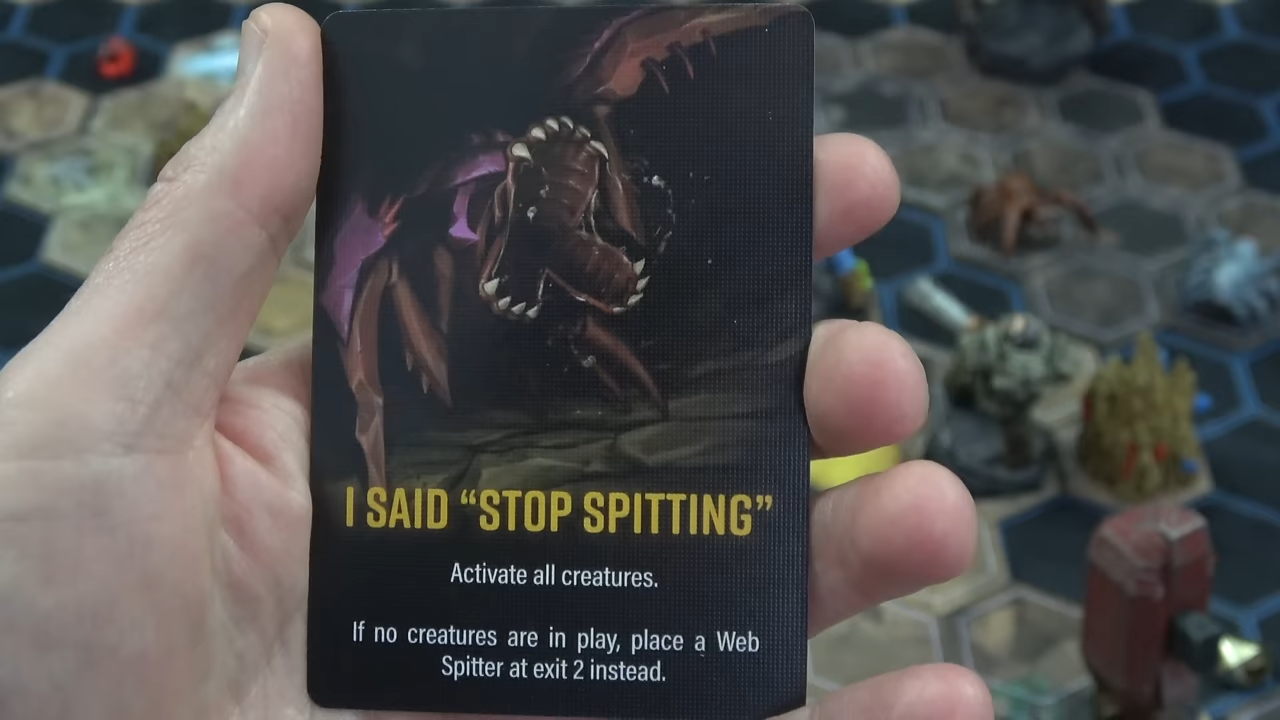 I SAID “STOP SPITTING”
Activate all creatures.
If no creatures are in play, place a Web
Spitter at exit 2 instead.